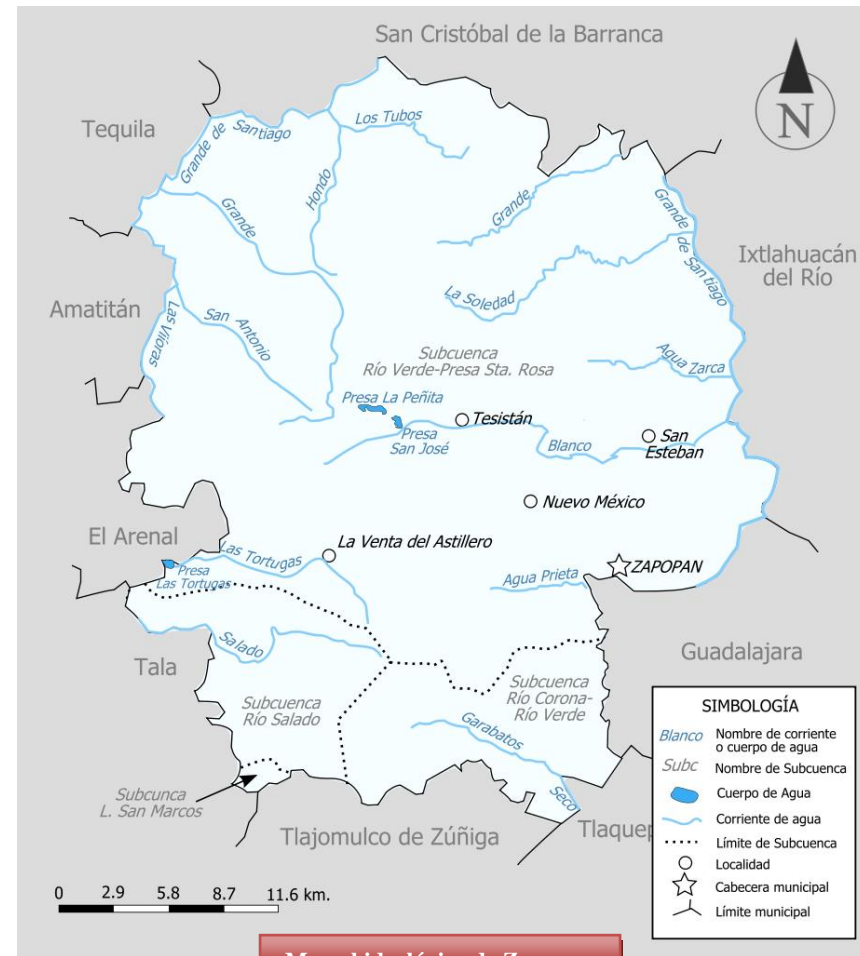 San Cristóbal de la Barranca
Tequila
Grande de Santiago
Los Tubos
Hondo
Grande
Grande
Grande de Santiago
Ixtlahuacán
del Río
Amatitán
Las Víioras
San Antonio
La Soledad
Subcuenca
Río Verde-Presa Sta. Rosa
Agua Zarca
Presa La Peñita
Presa
San José
Tesistán
Blanco
San
Esteban
Nuevo México
El Arenal
La Venta del Astillero
Las Tortugas
Presa
Las Tortugas
Agua Prieta
ZAPOPAN
Salado
Tala
Guadalajara
Subcuenca
Río Salado
Subcuenca
Río Corona-
Río Verde
Garabatos
Seco
Subcunca
L. San Marcos
Tlajomulco de Zúñiga
SIMBOLOGÍA
Blanco Nombre de corriente
o cuerpo de agua
Subc Nombre de Subcuenca
Cuerpo de Agua
Corriente de agua
Límite de Subcuenca
Localidad
Cabecera municipal
Límite municipal
N
0 2.9 5.8 8.7 11.6 km.